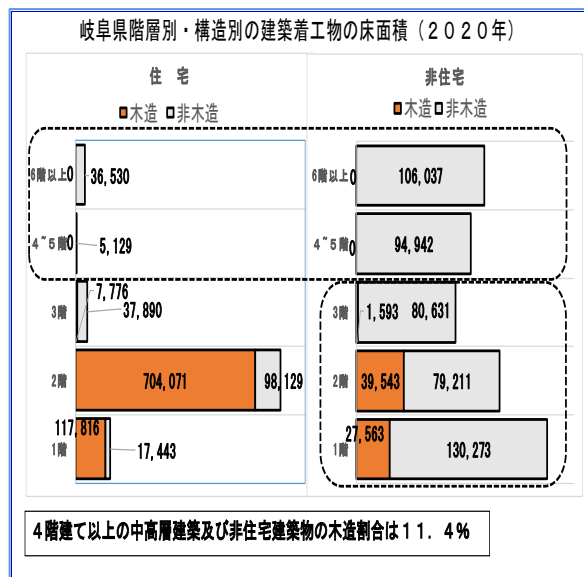 岐阜県階層別・構造別の建築着工物の床面積（２０２０年）
住　宅
■木造 □非木造
6階以上 0 36,530
4~5階 0 5,129
3階 7,776 37,890
2階 704,071 98,129
1階 117,816 17,443
非住宅
■木造 □非木造
6階以上 0 106,037
4~5階 0 94,942
3階 1,593 80,631
2階 39,543 79,211
1階 27,563 130,273
４階建て以上の中高層建築及び非住宅建築物の木造割合は１１．４％